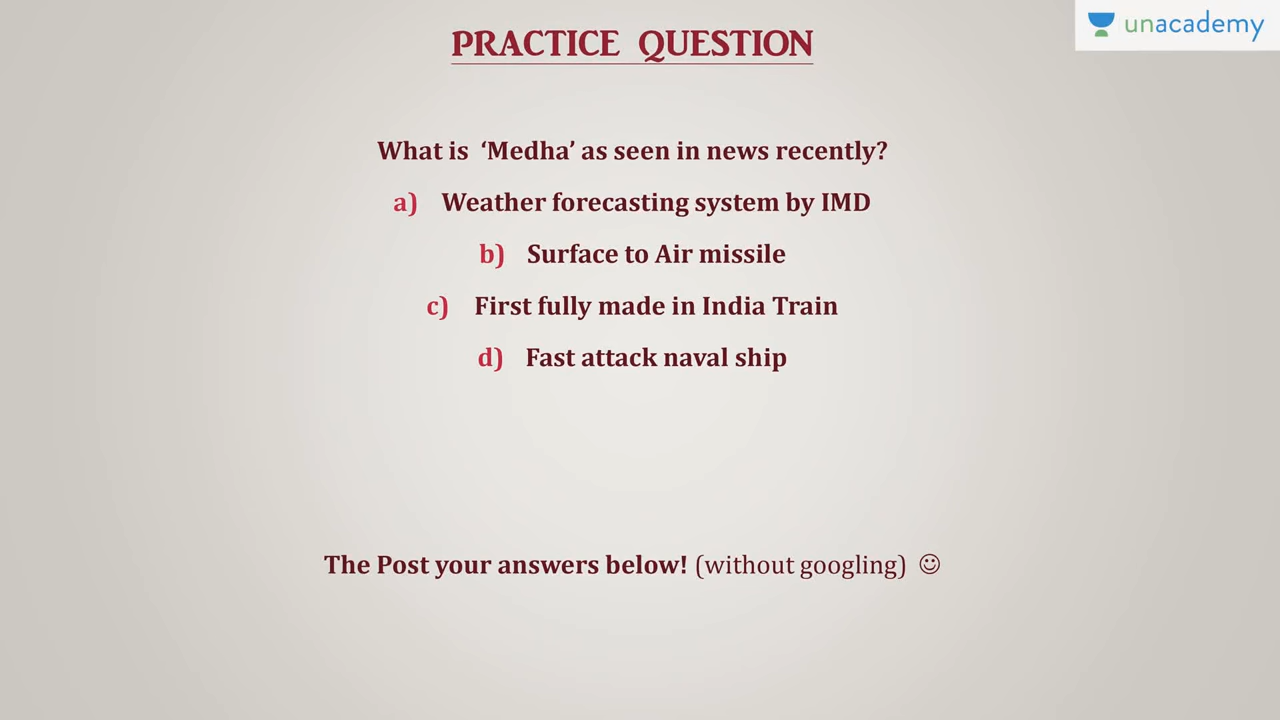 unacademy
PRACTICE QUESTION
What is ‘Medha’ as seen in news recently?
a) Weather forecasting system by IMD
b) Surface to Air missile
c) First fully made in India Train
d) Fast attack naval ship
The Post your answers below! (without googling) ☺